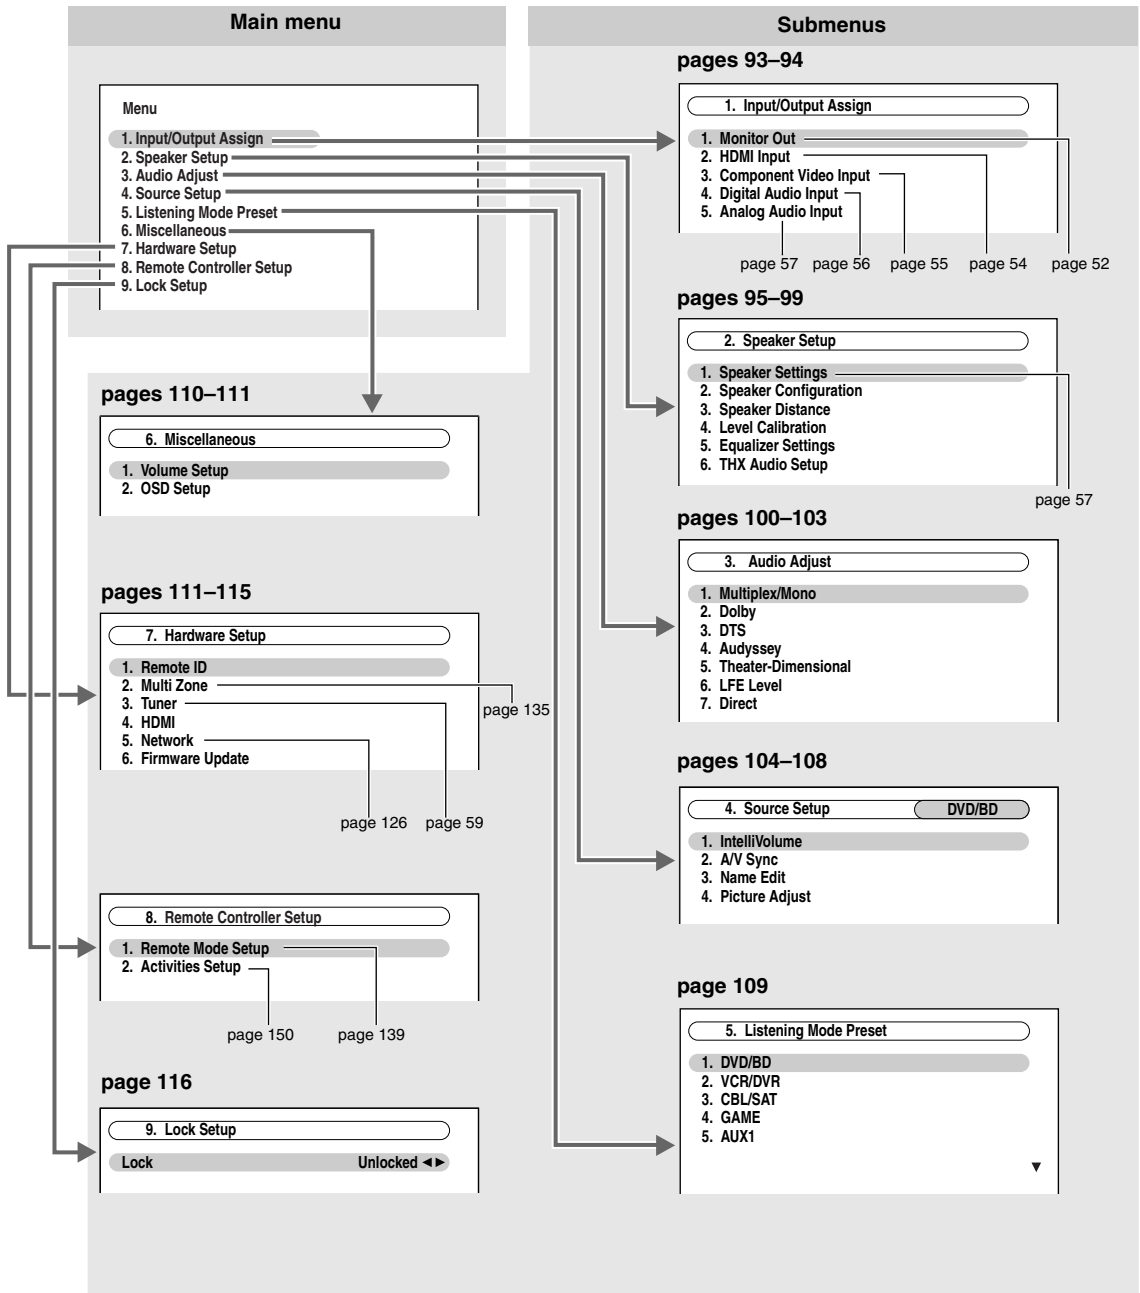 Main menu
Submenus
Menu
1. Input/Output Assign
2. Speaker Setup
3. Audio Adjust
4. Source Setup
5. Listening Mode Preset
6. Miscellaneous
7. Hardware Setup
8. Remote Controller Setup
9. Lock Setup
pages 93–94
1. Input/Output Assign
1. Monitor Out
2. HDMI Input
3. Component Video Input
4. Digital Audio Input
5. Analog Audio Input
page 57 page 56 page 55 page 54 page 52
pages 95–99
2. Speaker Setup
1. Speaker Settings
2. Speaker Configuration
3. Speaker Distance
4. Level Calibration
5. Equalizer Settings
6. THX Audio Setup
page 57
pages 100–103
3. Audio Adjust
1. Multiplex/Mono
2. Dolby
3. DTS
4. Audyssey
5. Theater-Dimensional
6. LFE Level
7. Direct
pages 104–108
4. Source Setup DVD/BD
1. IntelliVolume
2. A/V Sync
3. Name Edit
4. Picture Adjust
page 109
5. Listening Mode Preset
1. DVD/BD
2. VCR/DVR
3. CBL/SAT
4. GAME
5. AUX1
▼
pages 110–111
6. Miscellaneous
1. Volume Setup
2. OSD Setup
pages 111–115
7. Hardware Setup
1. Remote ID
2. Multi Zone
3. Tuner
4. HDMI
5. Network
6. Firmware Update
page 135
page 126 page 59
8. Remote Controller Setup
1. Remote Mode Setup
2. Activities Setup
page 150 page 139
page 116
9. Lock Setup
Lock Unlocked ◄►